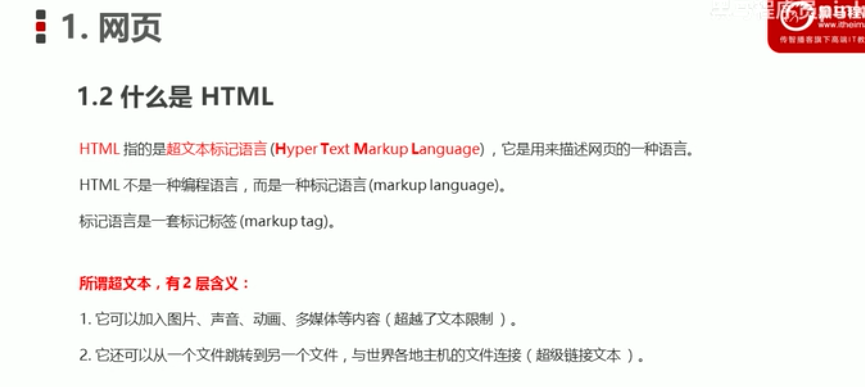 1. 网页
www.itheima
传智播客旗下高端IT教
1.2 什么是 HTML
HTML 指的是超文本标记语言 (Hyper Text Markup Language) ，它是用来描述网页的一种语言。
HTML 不是一种编程语言，而是一种标记语言 (markup language)。
标记语言是一套标记标签 (markup tag)。
所谓超文本，有 2 层含义：
1. 它可以加入图片、声音、动画、多媒体等内容（超越了文本限制 ）。
2. 它还可以从一个文件跳转到另一个文件，与世界各地主机的文件连接（超级链接文本 ）。